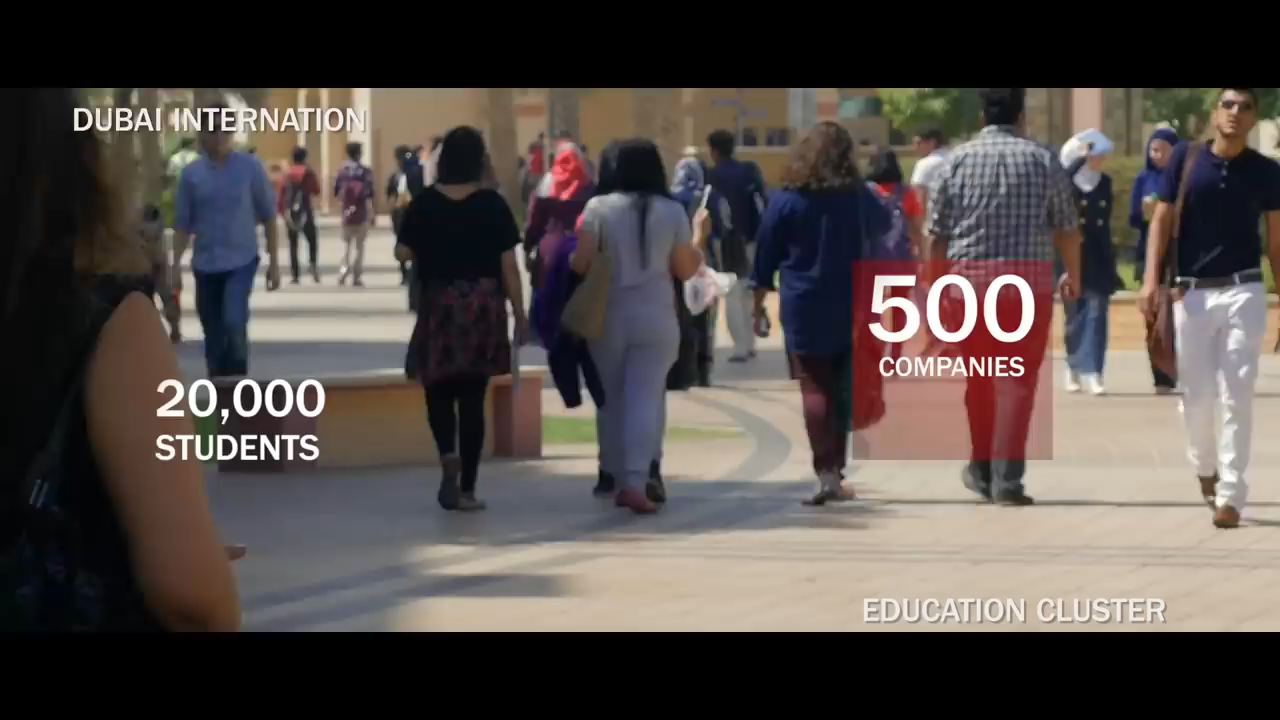 DUBAI INTERNATION
20,000
STUDENTS
500
COMPANIES
EDUCATION CLUSTER